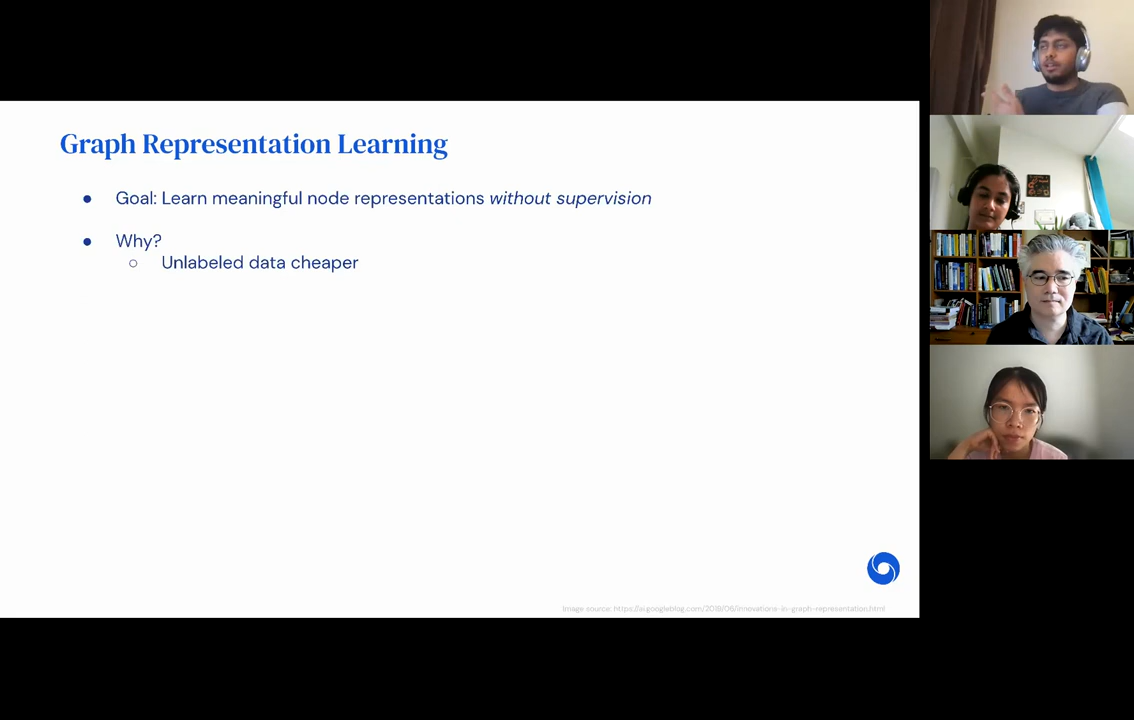 Graph Representation Learning
● Goal: Learn meaningful node representations without supervision
● Why?
○ Unlabeled data cheaper
Image source: https://ai.googleblog.com/2019/06/innovations-in-graph-representation.html